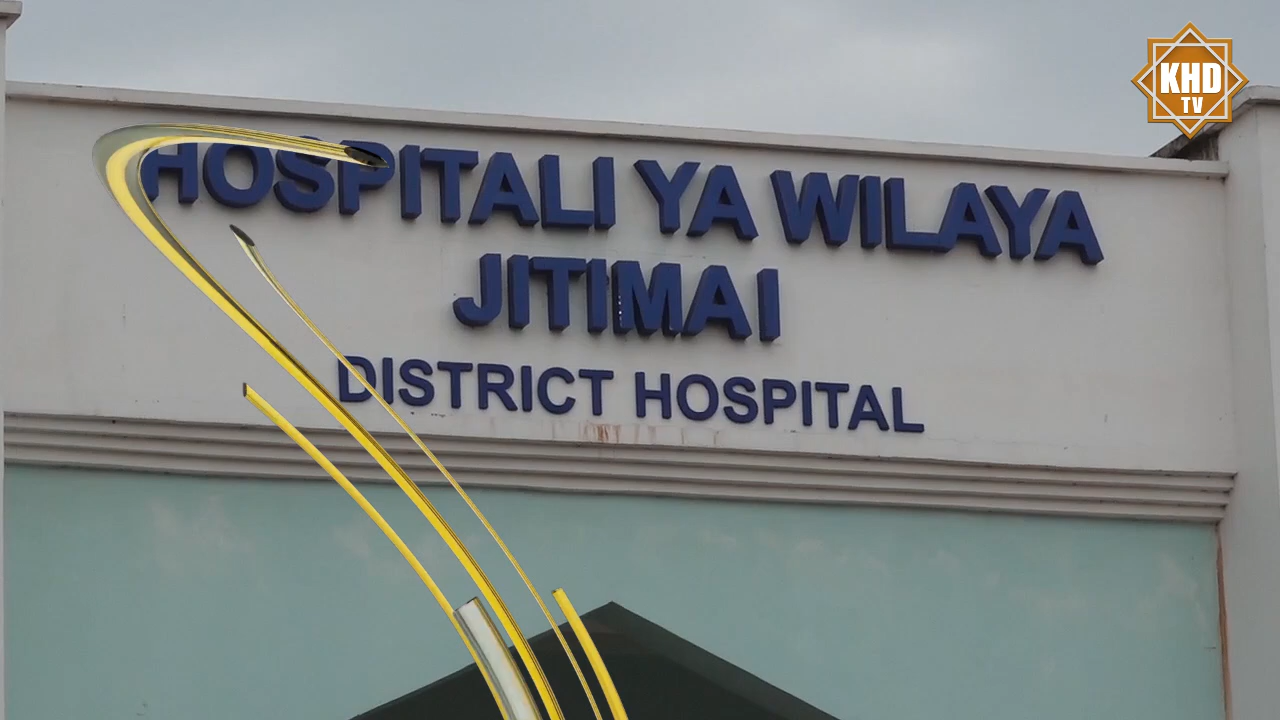 KHD
TV
HOSPITALI YA WILAYA
JITIMAI
DISTRICT HOSPITAL